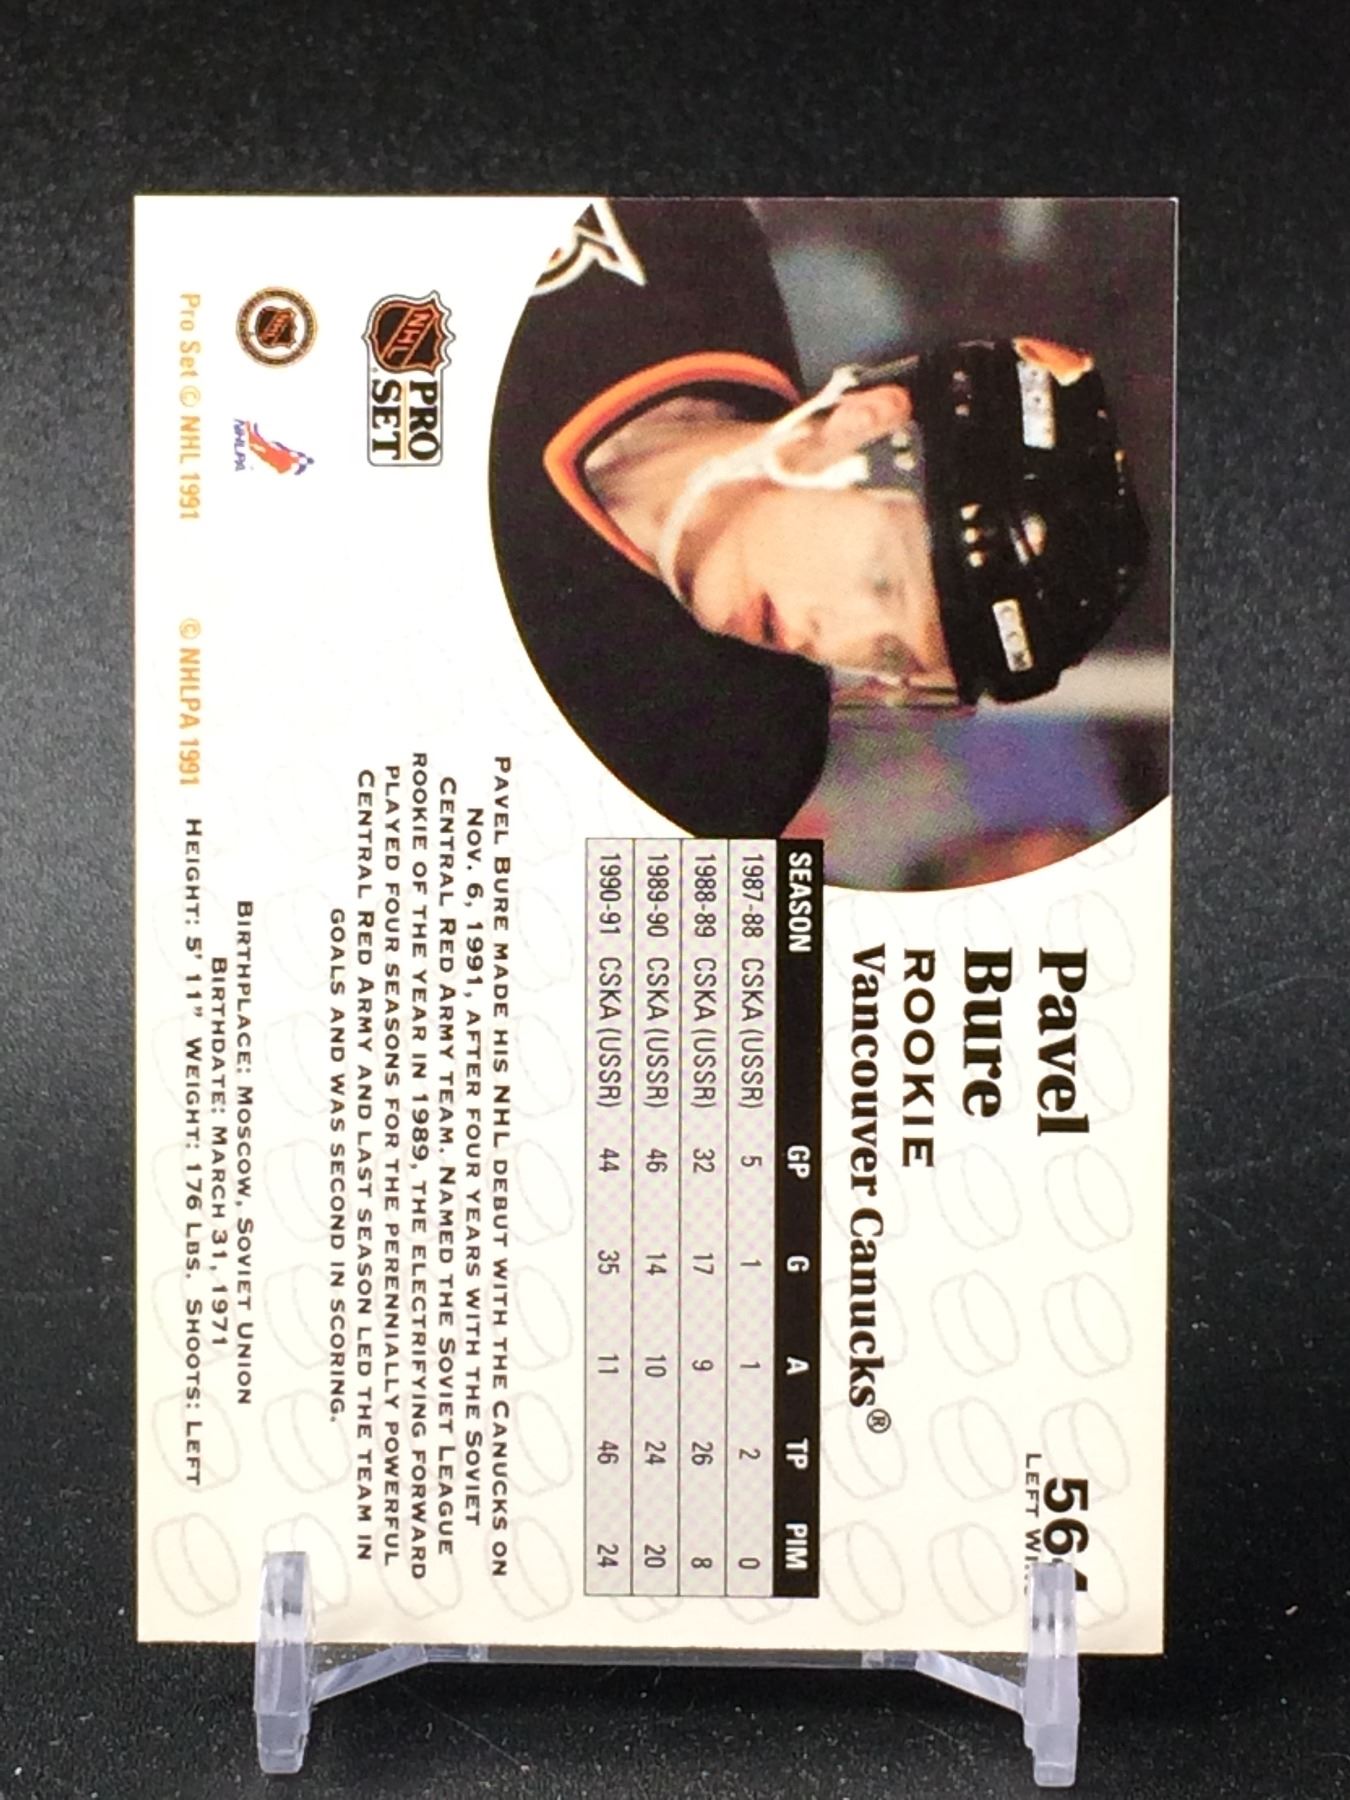 Pavel
Bure
ROOKIE
Vancouver Canucks®
LEFT
CCM
SEASON GP G A TP PIM
1987-88 CSKA (USSR) 5 1 1 2 0
1988-89 CSKA (USSR) 32 17 9 26 8
1989-90 CSKA (USSR) 46 14 10 24 20
1990-91 CSKA (USSR) 44 35 11 46 24
PAVEL BURE MADE HIS NHL DEBUT WITH THE CANUCKS ON
NOV. 6, 1991, AFTER FOUR YEARS WITH THE SOVIET
CENTRAL RED ARMY TEAM. NAMED THE SOVIET LEAGUE
ROOKIE OF THE YEAR IN 1989, THE ELECTRIFYING FORWARD
PLAYED FOUR SEASONS FOR THE PERENNIALLY POWERFUL
CENTRAL RED ARMY AND LAST SEASON LED THE TEAM IN
GOALS AND WAS SECOND IN SCORING.
NHL PRO
SET
NHLPA
BIRTHPLACE: MOSCOW, SOVIET UNION
BIRTHDATE: MARCH 31, 1971
HEIGHT: 5' 11" WEIGHT: 176 LBS. SHOOTS: LEFT
Pro Set © NHL 1991 © NHLPA 1991